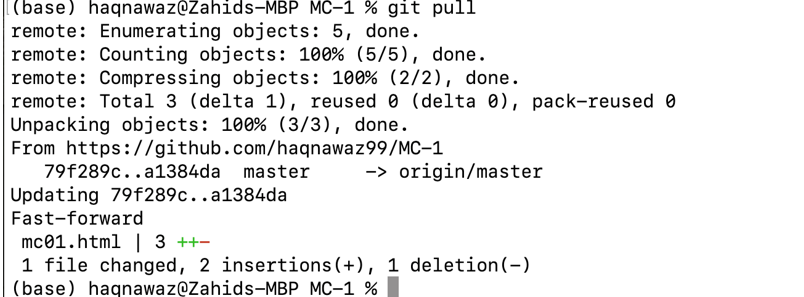 (base) haqnawaz@Zahids-MBP MC-1 % git pull
remote: Enumerating objects: 5, done.
remote: Counting objects: 100% (5/5), done.
remote: Compressing objects: 100% (2/2), done.
remote: Total 3 (delta 1), reused 0 (delta 0), pack-reused 0
Unpacking objects: 100% (3/3), done.
From https://github.com/haqnawaz99/MC-1
   79f289c..a1384da  master     -> origin/master
Updating 79f289c..a1384da
Fast-forward
 mc01.html | 3 ++-
 1 file changed, 2 insertions(+), 1 deletion(-)
(base) haqnawaz@Zahids-MBP MC-1 %